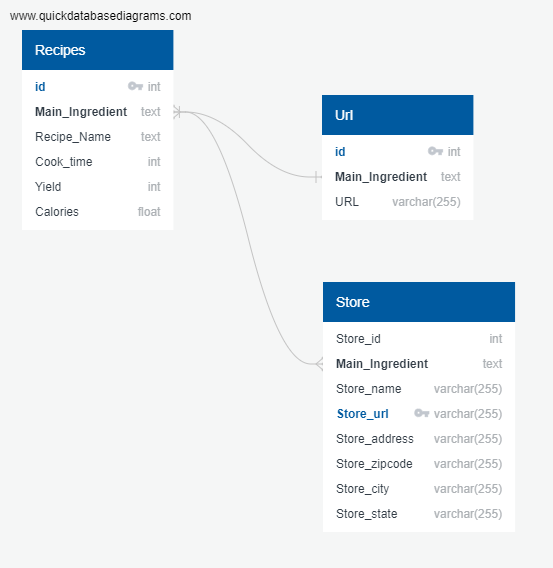 www.quickdatabasediagrams.com
Recipes
id int
Main_Ingredient text
Recipe_Name text
Cook_time int
Yield int
Calories float
Url
id int
Main_Ingredient text
URL varchar(255)
Store
Store_id int
Main_Ingredient text
Store_name varchar(255)
Store_url varchar(255)
Store_address varchar(255)
Store_zipcode varchar(255)
Store_city varchar(255)
Store_state varchar(255)